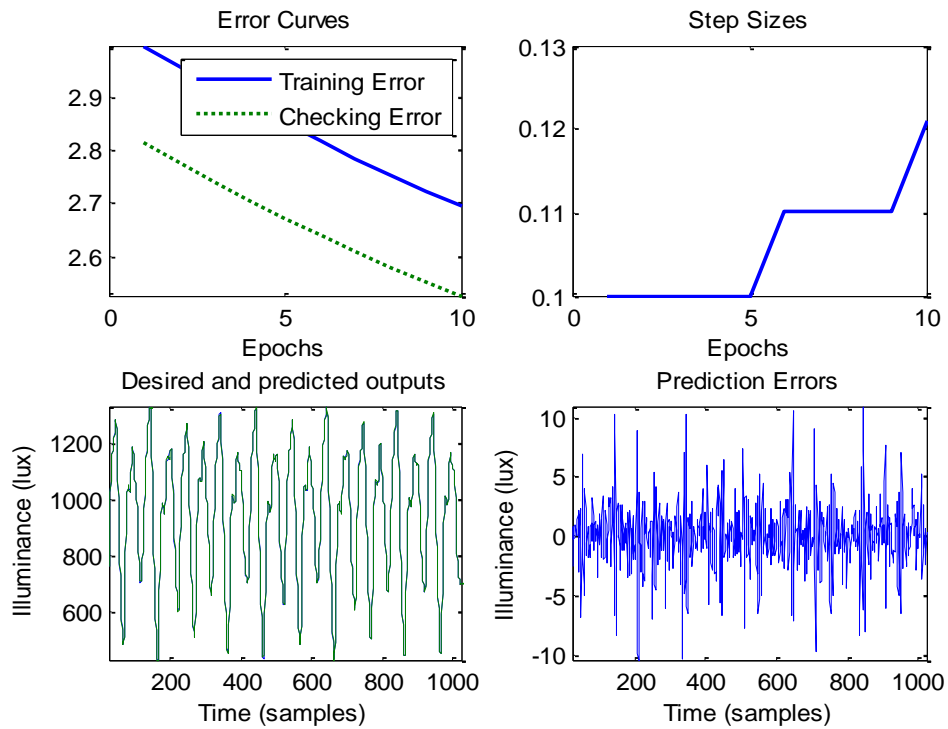 Error Curves
2.9
2.8
2.7
2.6
0
5
10
Epochs
Training Error
Checking Error
Step Sizes
0.13
0.12
0.11
0.1
0
5
10
Epochs
Desired and predicted outputs
Illuminance (lux)
1200
1000
800
600
200
400
600
800
1000
Time (samples)
Prediction Errors
Illuminance (lux)
10
5
0
-5
-10
200
400
600
800
1000
Time (samples)